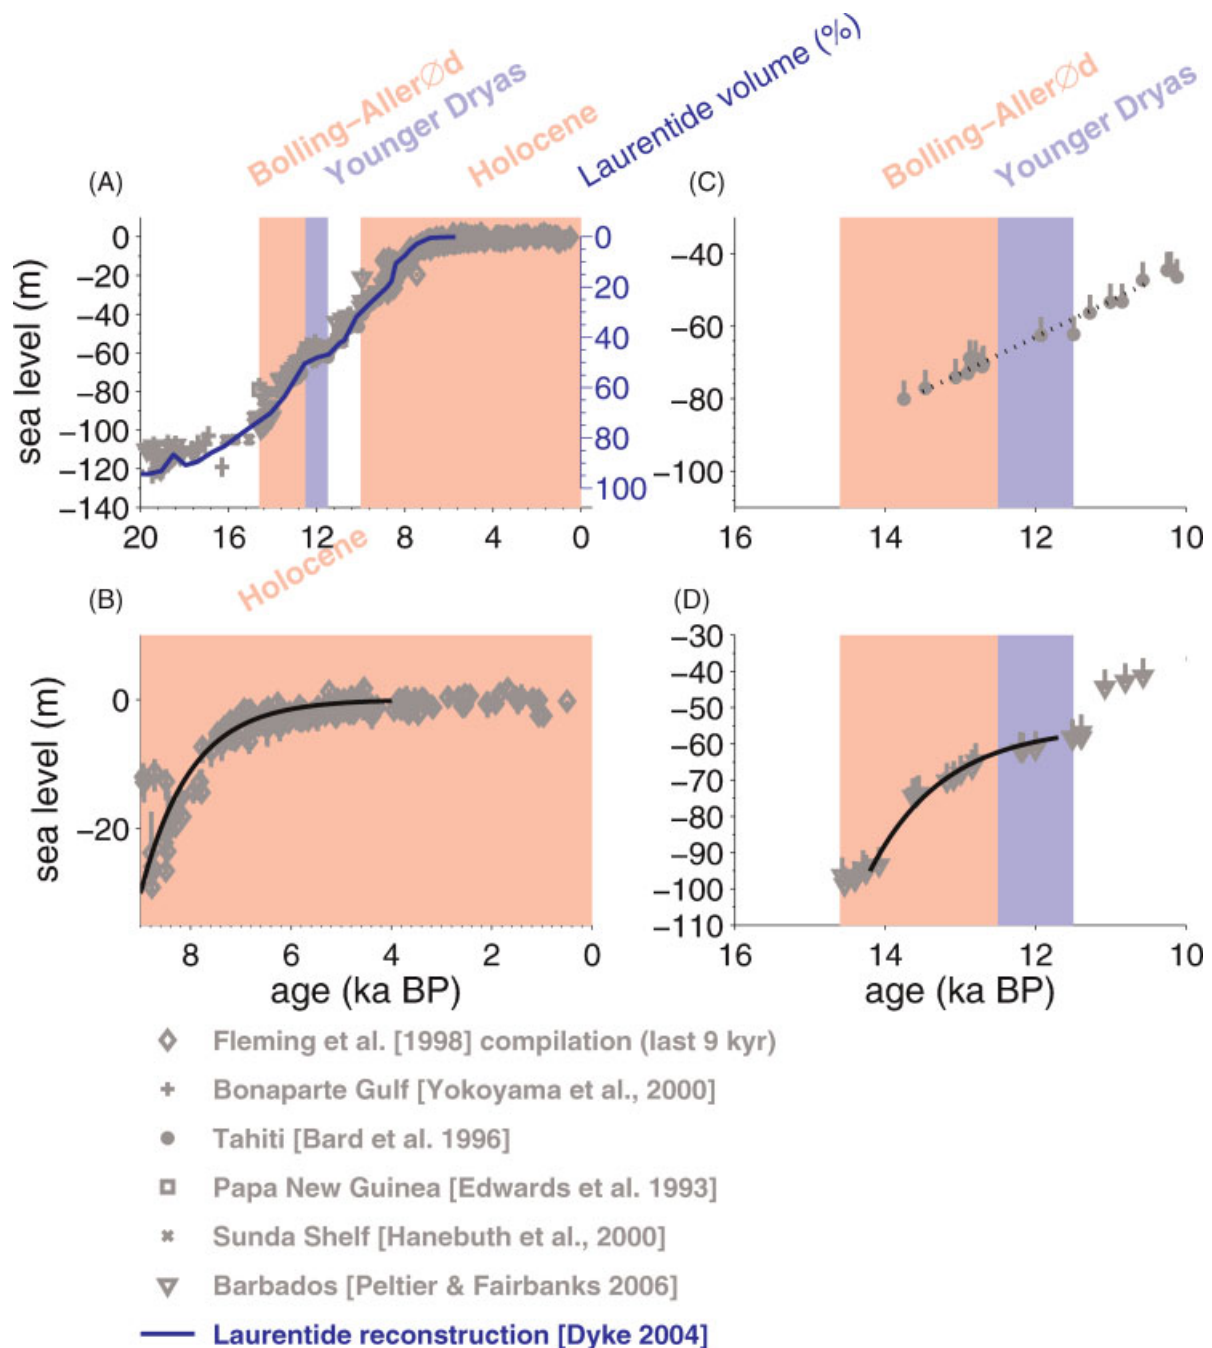 Bolling-AllerØd
Younger Dryas
Holocene
Laurentide volume (%)
(A)
sea level (m)
0
-20
-40
-60
-80
-100
-120
-140
0
20
40
60
80
100
20 16 12 8 4 0
Bolling-AllerØd
Younger Dryas
(C)
-40
-60
-80
-100
16 14 12 10
Holocene
(B)
sea level (m)
0
-20
8 6 4 2 0
age (ka BP)
(D)
-30
-40
-50
-60
-70
-80
-90
-100
-110
16 14 12 10
age (ka BP)
Fleming et al. [1998] compilation (last 9 kyr)
Bonaparte Gulf [Yokoyama et al., 2000]
Tahiti [Bard et al. 1996]
Papa New Guinea [Edwards et al. 1993]
Sunda Shelf [Hanebuth et al., 2000]
Barbados [Peltier & Fairbanks 2006]
Laurentide reconstruction [Dyke 2004]